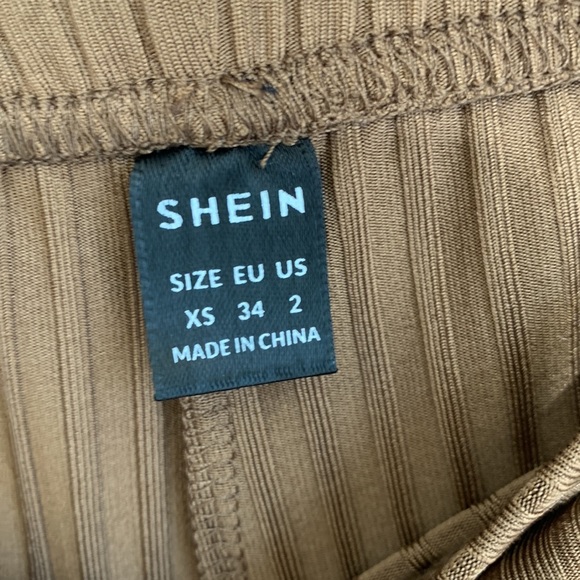 SHEIN
SIZE EU US
XS 34 2
MADE IN CHINA